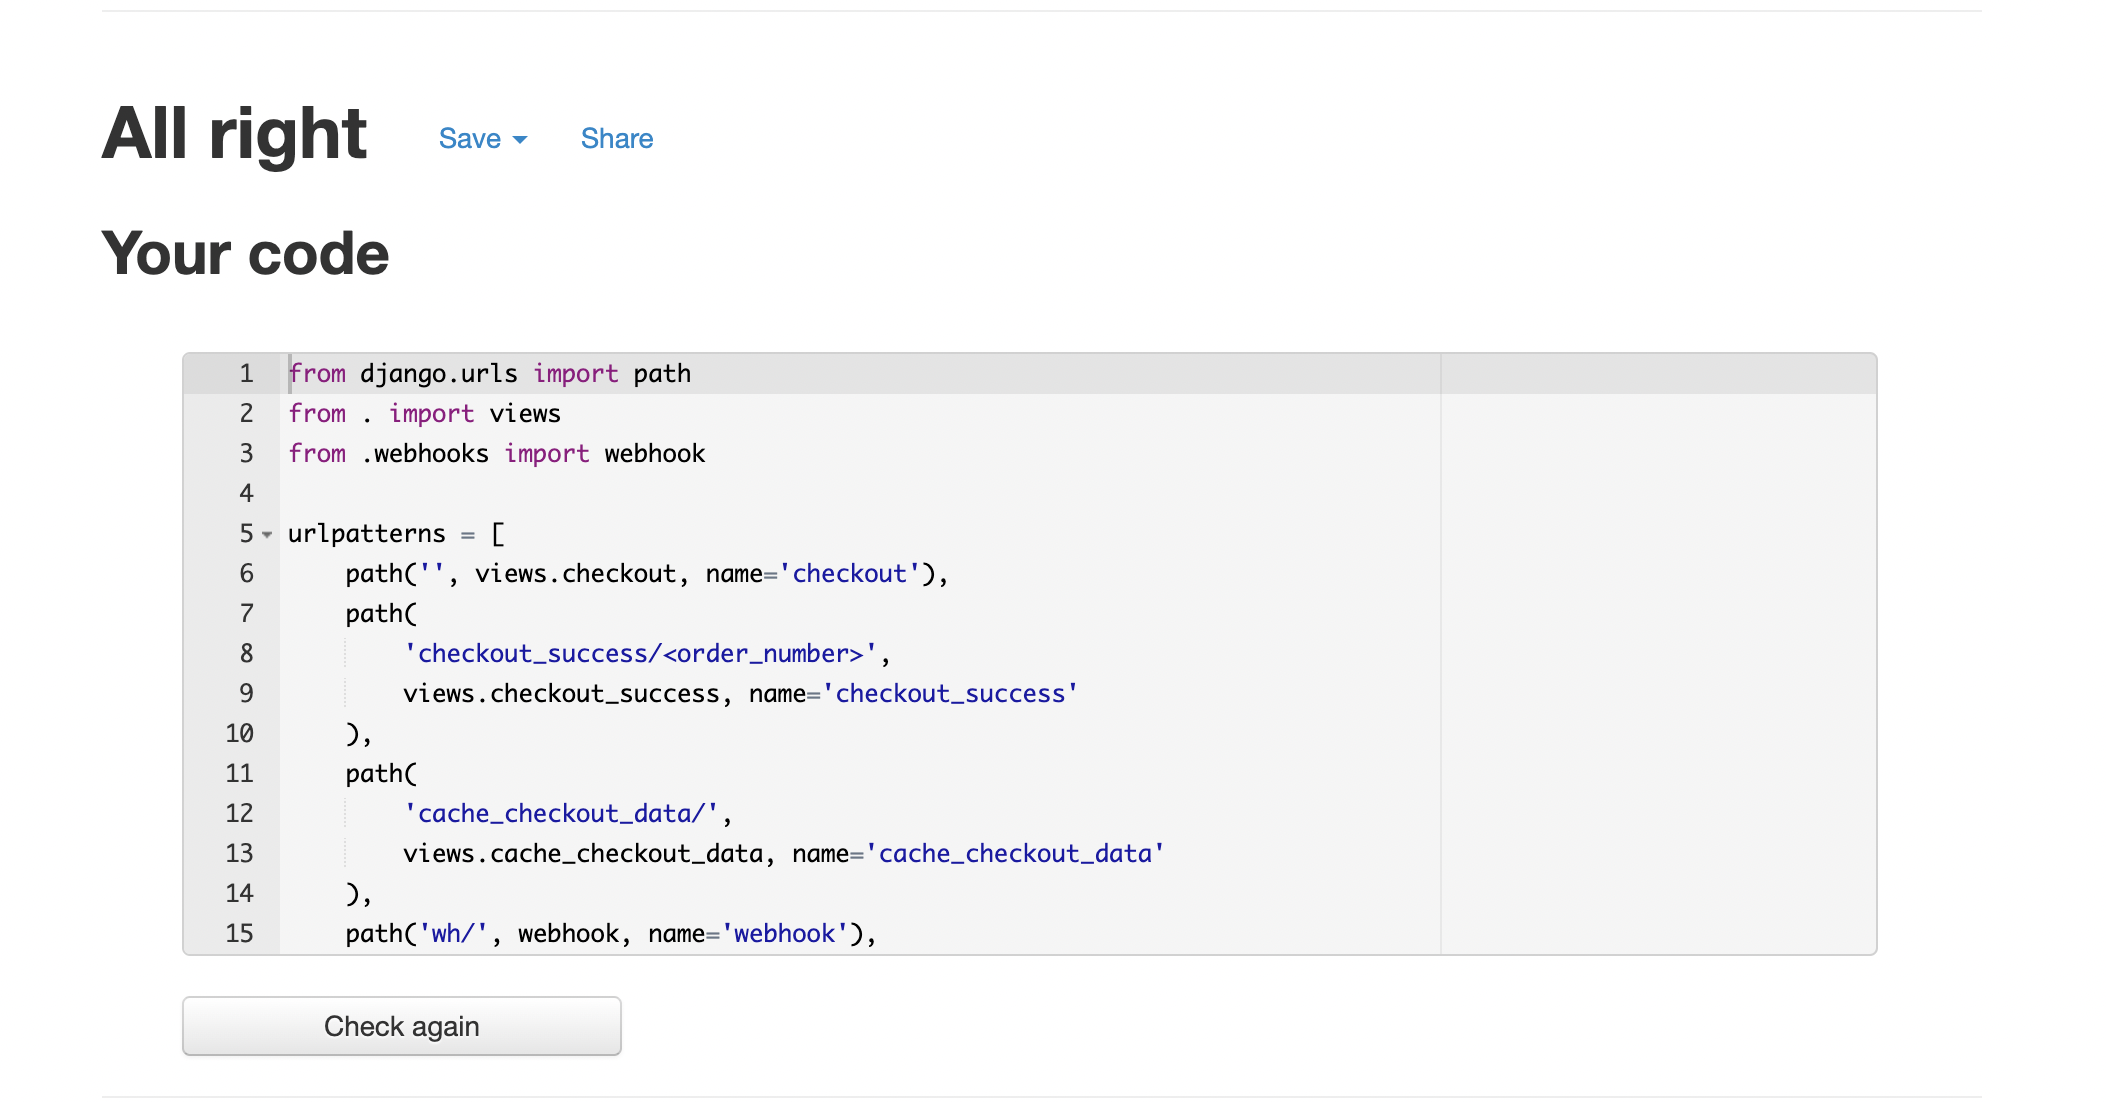 All right Save Share
Your code
1 from django.urls import path
2 from . import views
3 from .webhooks import webhook
4
5 urlpatterns = [
6     path('', views.checkout, name='checkout'),
7     path(
8         'checkout_success/<order_number>',
9         views.checkout_success, name='checkout_success'
10     ),
11     path(
12         'cache_checkout_data/',
13         views.cache_checkout_data, name='cache_checkout_data'
14     ),
15     path('wh/', webhook, name='webhook'),
Check again